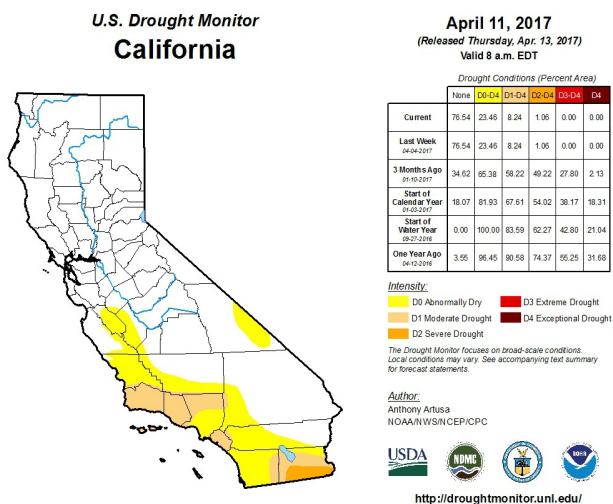 U.S. Drought Monitor
California
April 11, 2017
(Released Thursday, Apr. 13, 2017)
Valid 8 a.m. EDT
Drought Conditions (Percent Area)
None D0-D4 D1-D4 D2-D4 D3-D4 D4
Current 76.54 23.46 8.24 1.06 0.00 0.00
Last Week
04-04-2017
76.54 23.46 8.24 1.06 0.00 0.00
3 Months Ago
01-10-2017
34.62 65.38 58.22 49.22 27.80 2.13
Start of
Calendar Year
01-03-2017
18.07 81.93 67.61 54.02 38.17 18.31
Start of
Water Year
09-27-2016
0.00 100.00 83.59 62.27 42.80 21.04
One Year Ago
04-12-2016
3.55 96.45 90.58 74.37 55.25 31.68
Intensity:
D0 Abnormally Dry
D1 Moderate Drought
D2 Severe Drought
D3 Extreme Drought
D4 Exceptional Drought
The Drought Monitor focuses on broad-scale conditions.
Local conditions may vary. See accompanying text summary
for forecast statements.
Author:
Anthony Artusa
NOAA/NWS/NCEP/CPC
USDA
NDMC
http://droughtmonitor.unl.edu/